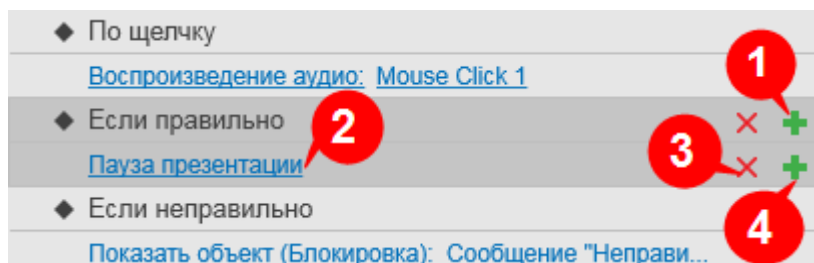 ◆ По щелчку
Воспроизведение аудио: Mouse Click 1
1
◆ Если правильно
2
Пауза презентации
3
◆ Если неправильно
4
Показать объект (Блокировка): Сообщение "Неправи...